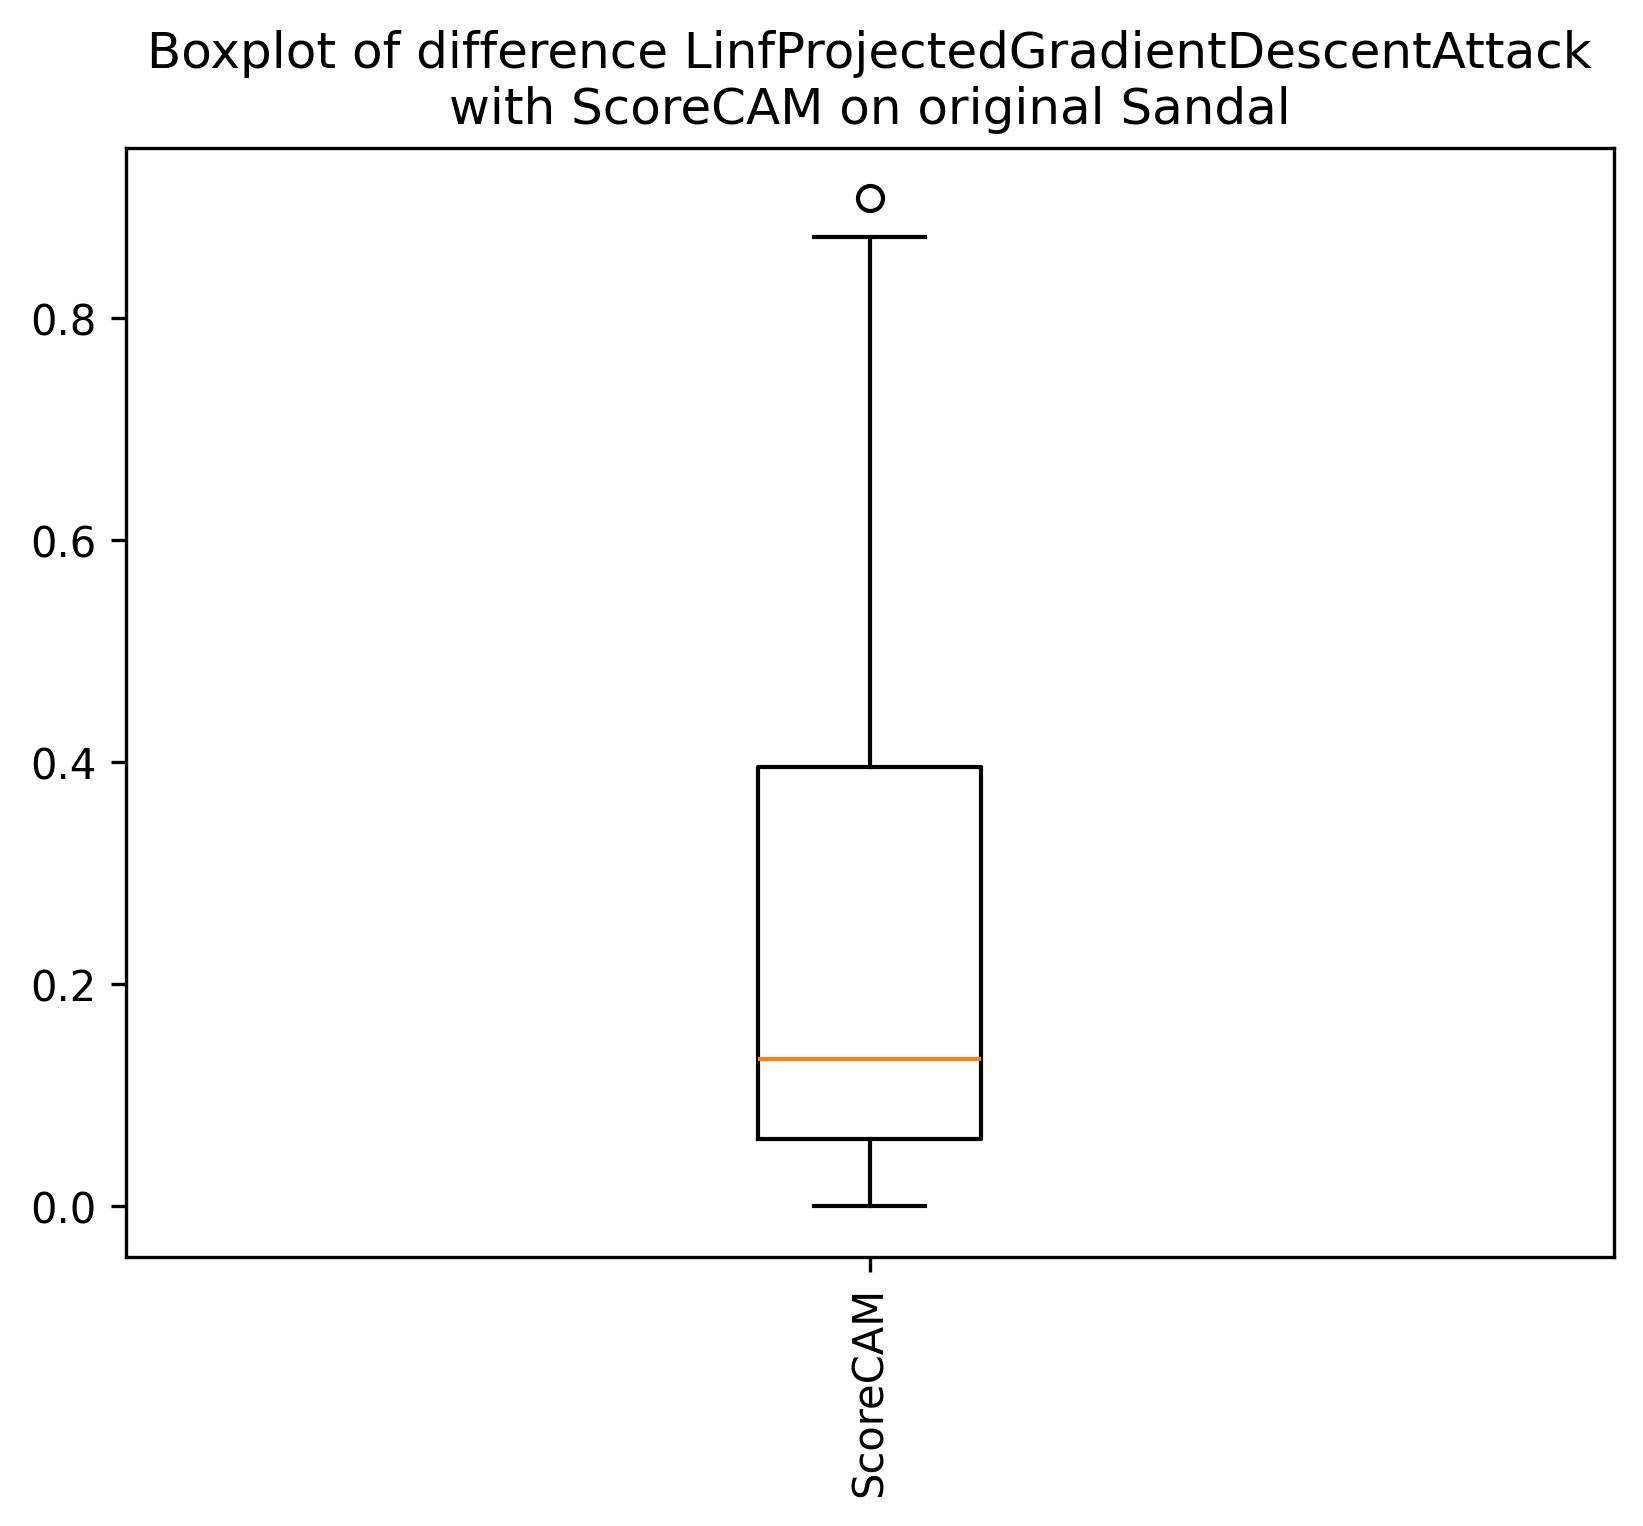 Boxplot of difference LinfProjectedGradientDescentAttack
with ScoreCAM on original Sandal
0.8
0.6
0.4
0.2
0.0
ScoreCAM